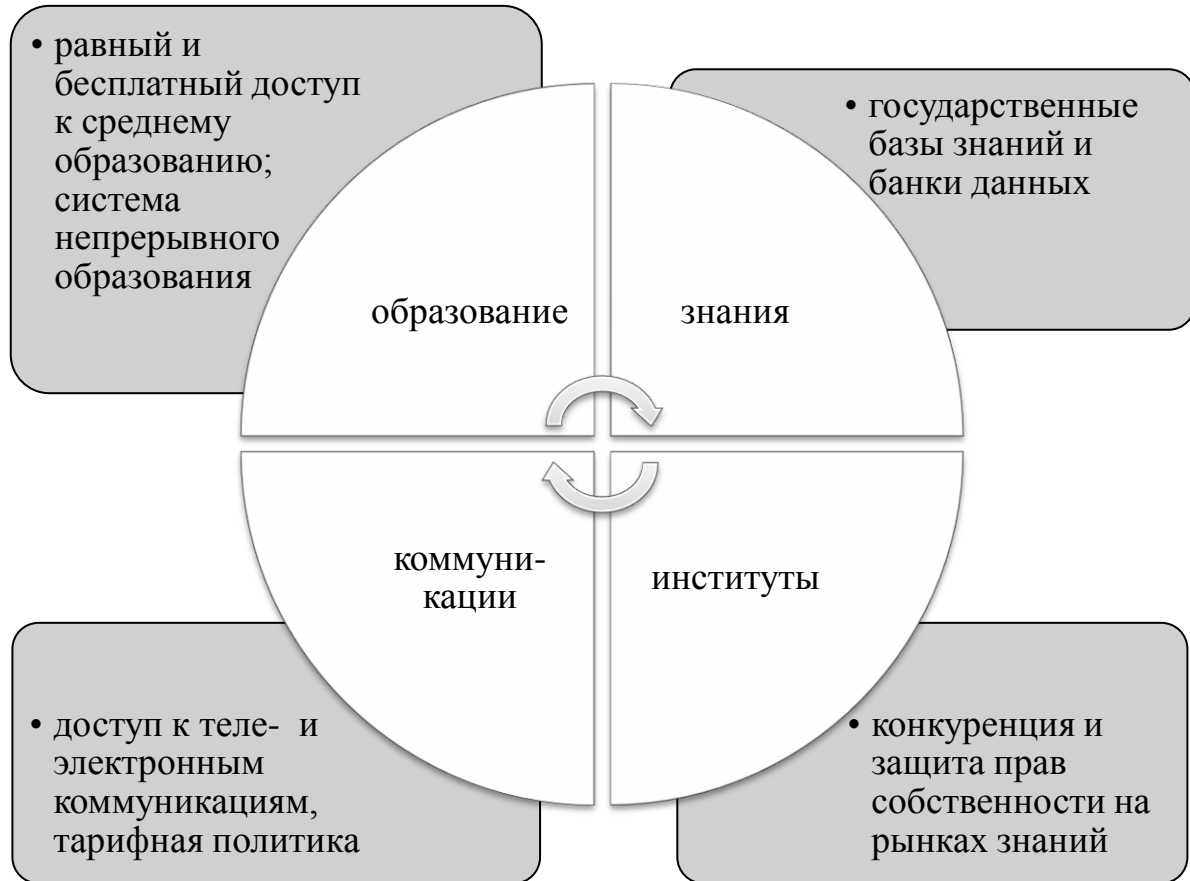 • равный и
бесплатный доступ
к среднему
образованию;
система
непрерывного
образования
• государственные
базы знаний и
банки данных
образование
знания
коммуни-
кации
институты
• доступ к теле- и
электронным
коммуникациям,
тарифная политика
• конкуренция и
защита прав
собственности на
рынках знаний